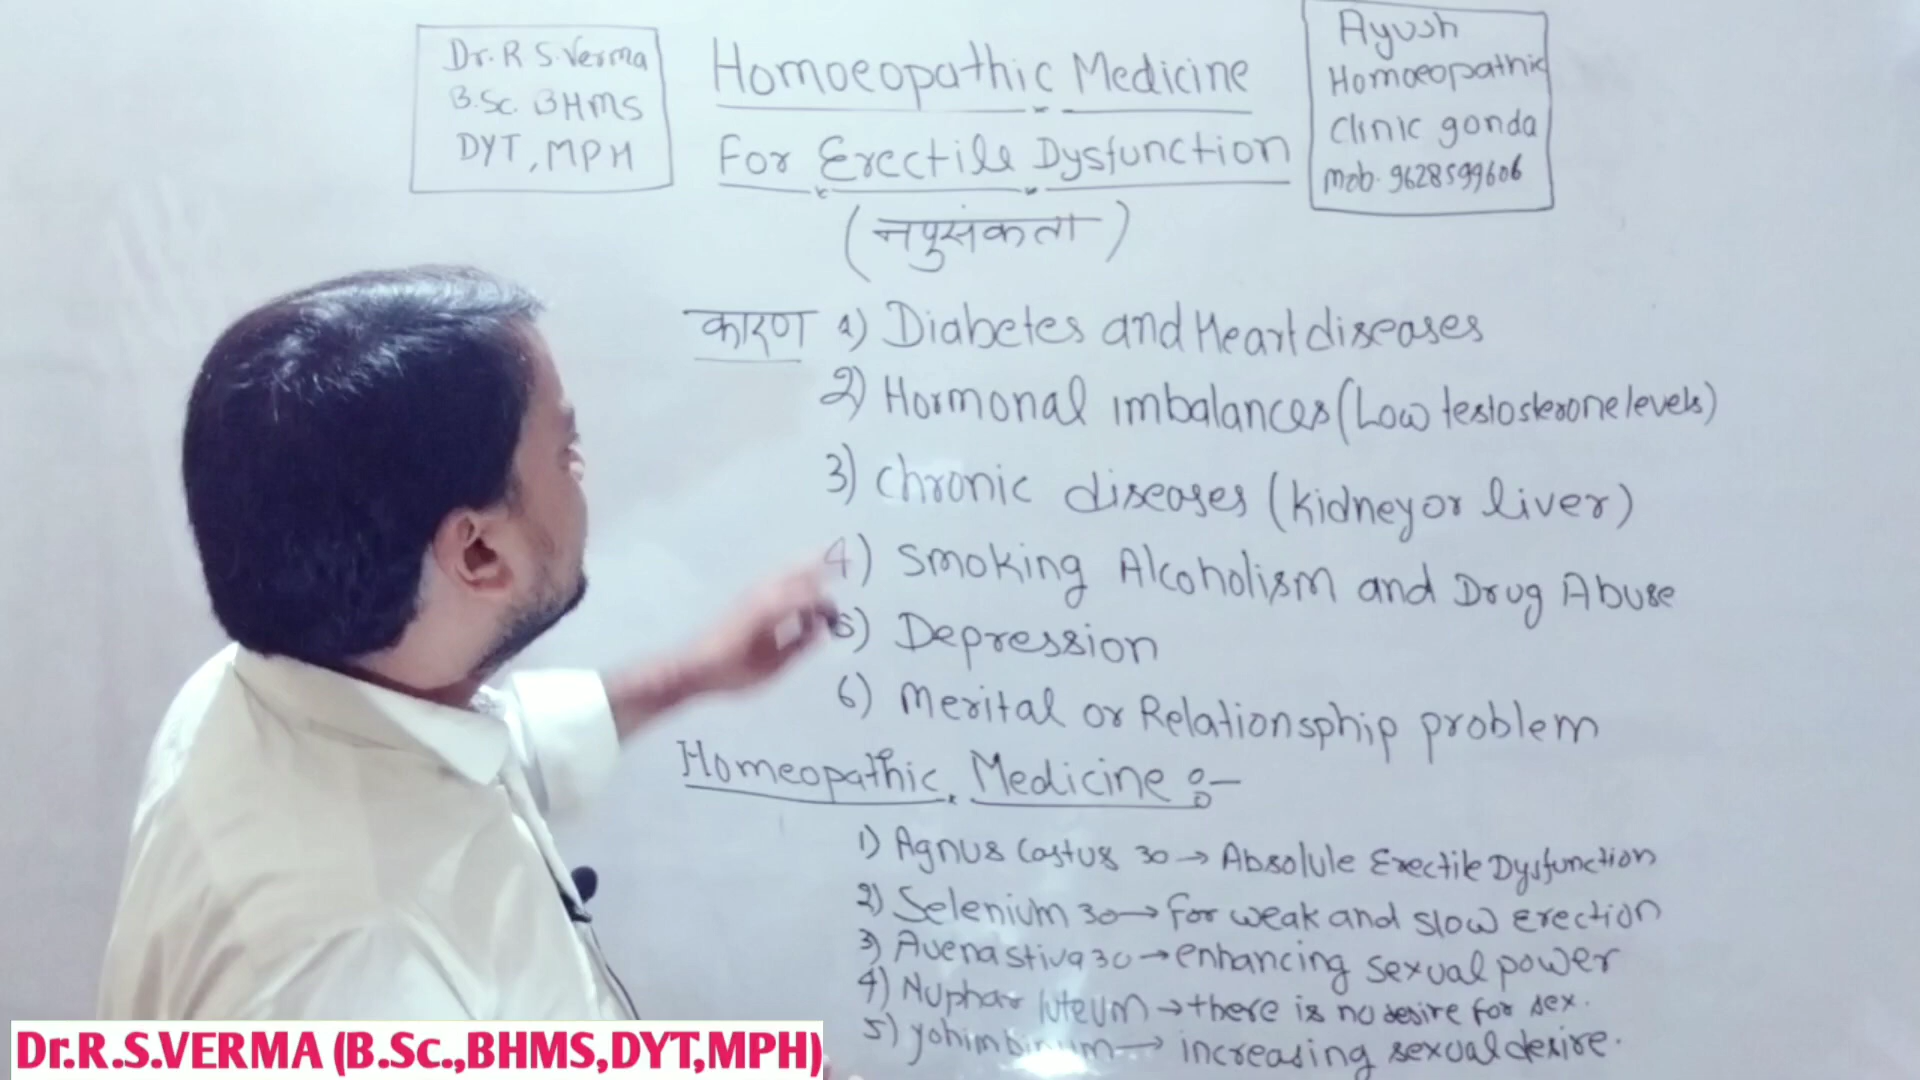 Dr. R S. Verma
B.Sc. BHMS
DYT, MPH
Homoeopathic Medicine
For Erectile Dysfunction
(नपुसंकता)
Ayush
Homoeopathic
Clinic gonda
Mob. 9628599606
कारण 1) Diabetes and Heart diseases
2) Hormonal imbalances (Low testosterone levels)
3) Chronic diseases (kidney or liver)
4) Smoking Alcoholism and Drug Abuse
5) Depression
6) Merital or Relationsphip problem
Homeopathic Medicine :-
1) Agnus Castus 30 → Absolule Erectile Dysfunction
2) Selenium 30 → For weak and slow Erection
3) Avena stiva 30 → enhancing sexual power
4) Nuphar luteum → there is no desire for sex.
5) yohimbinum → increasing sexual desire.
Dr.R.S.VERMA (B.Sc.,BHMS,DYT,MPH)